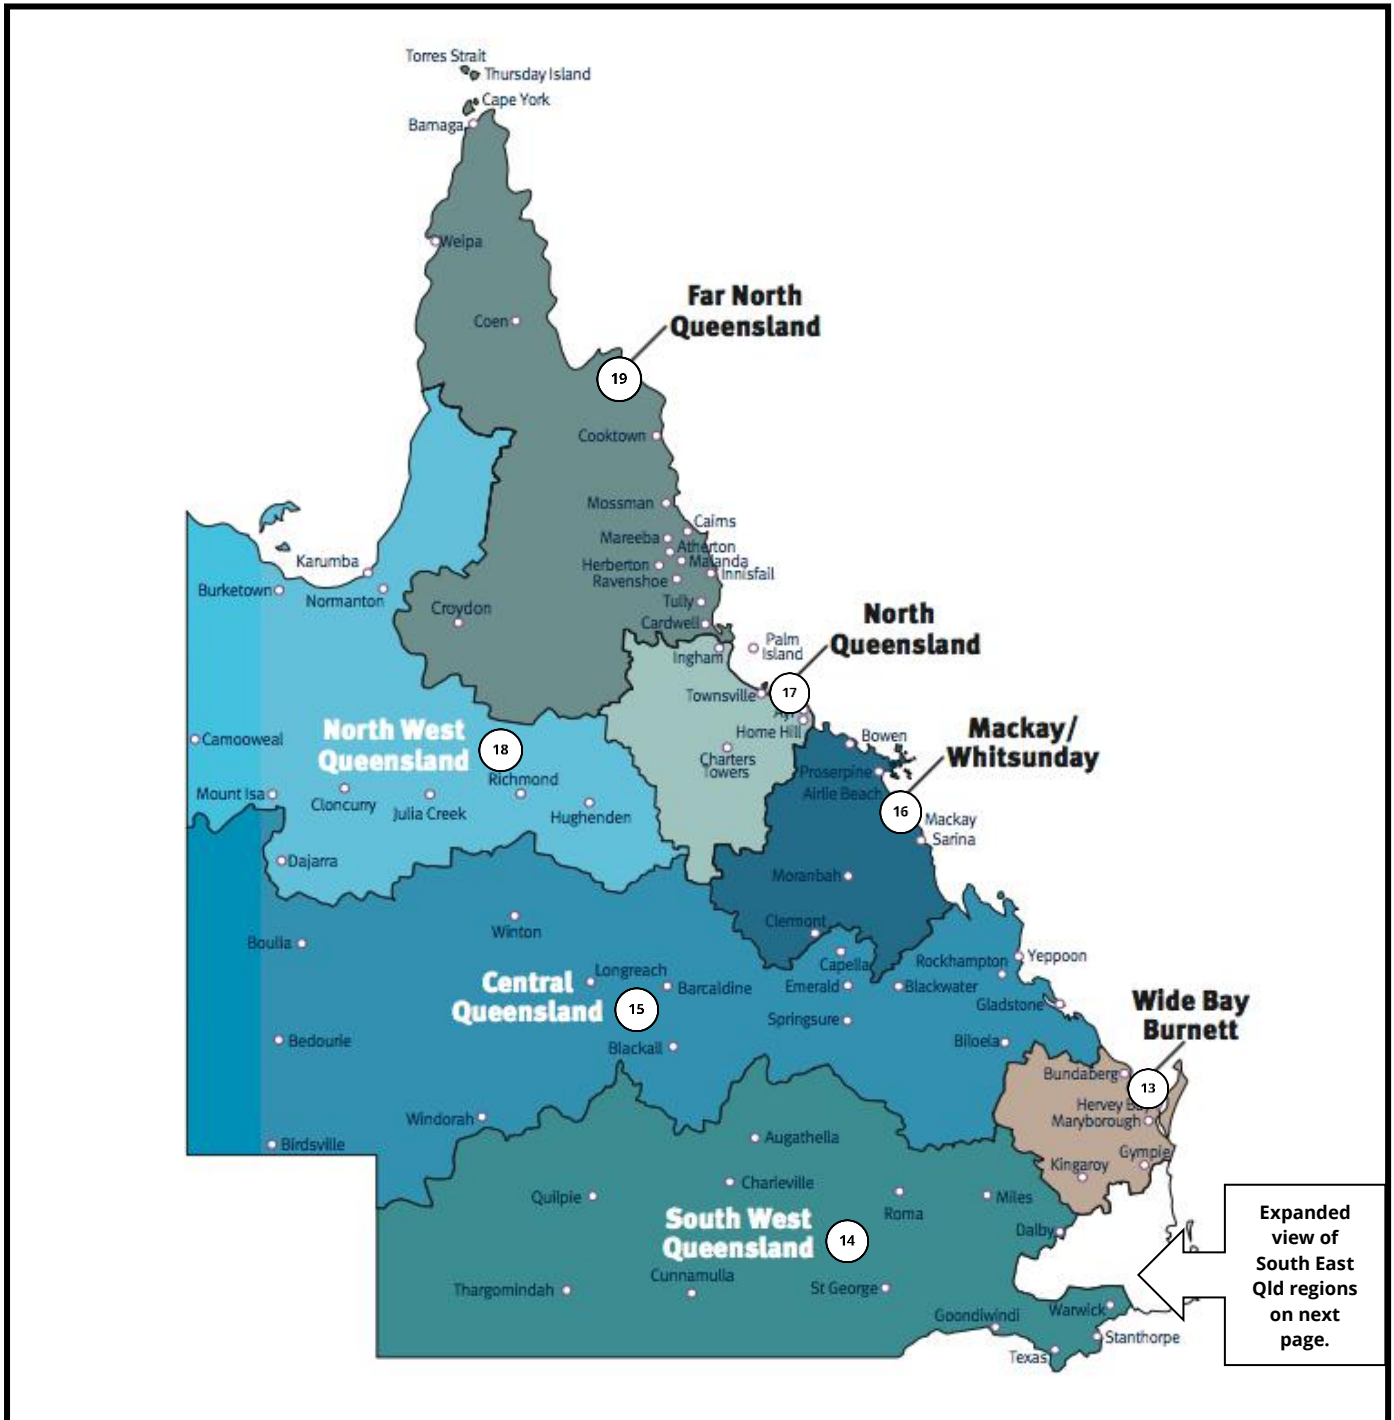 Torres Strait
Thursday Island
Cape York
Bamaga
Weipa
Coen
Far North
Queensland
19
Cooktown
Mossman
Cairns
Mareeba
Atherton
Malanda
Herberton
Innisfail
Ravenshoe
Tully
Cardwell
Karumba
Burketown
Normanton
Croydon
North
Queensland
Palm
Island
Ingham
Townsville
17
Home Hill
Charters
Towers
North West
Queensland
18
Camooweal
Richmond
Mount Isa
Cloncurry
Julia Creek
Hughenden
Dajarra
Mackay/
Whitsunday
Bowen
Proserpine
Airlie Beach
16
Mackay
Sarina
Moranbah
Clermont
Winton
Boulia
Capella
Rockhampton
Yeppoon
Central
Queensland
15
Longreach
Barcaldine
Emerald
Blackwater
Gladstone
Springsure
Bedourie
Blackall
Biloela
Wide Bay
Burnett
Bundaberg
13
Hervey Bay
Maryborough
Windorah
Birdsville
Augathella
Gympie
Kingaroy
Charleville
Quilpie
Roma
Miles
South West
Queensland
14
Dalby
Cunnamulla
Thargomindah
St George
Goondiwindi
Warwick
Stanthorpe
Texas
Expanded
view of
South East
Qld regions
on next
page.